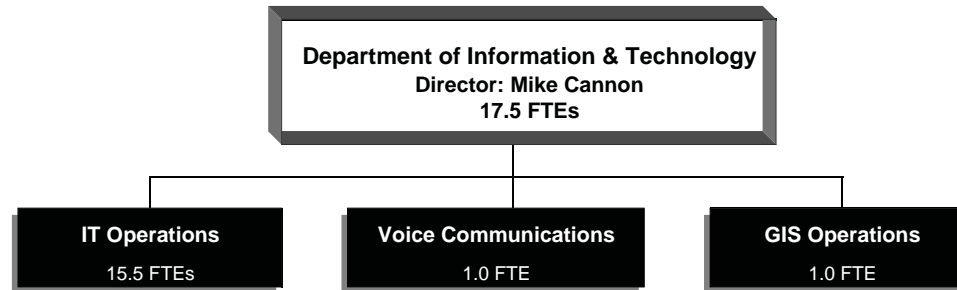 Department of Information & Technology
Director: Mike Cannon
17.5 FTEs
IT Operations
15.5 FTEs
Voice Communications
1.0 FTE
GIS Operations
1.0 FTE